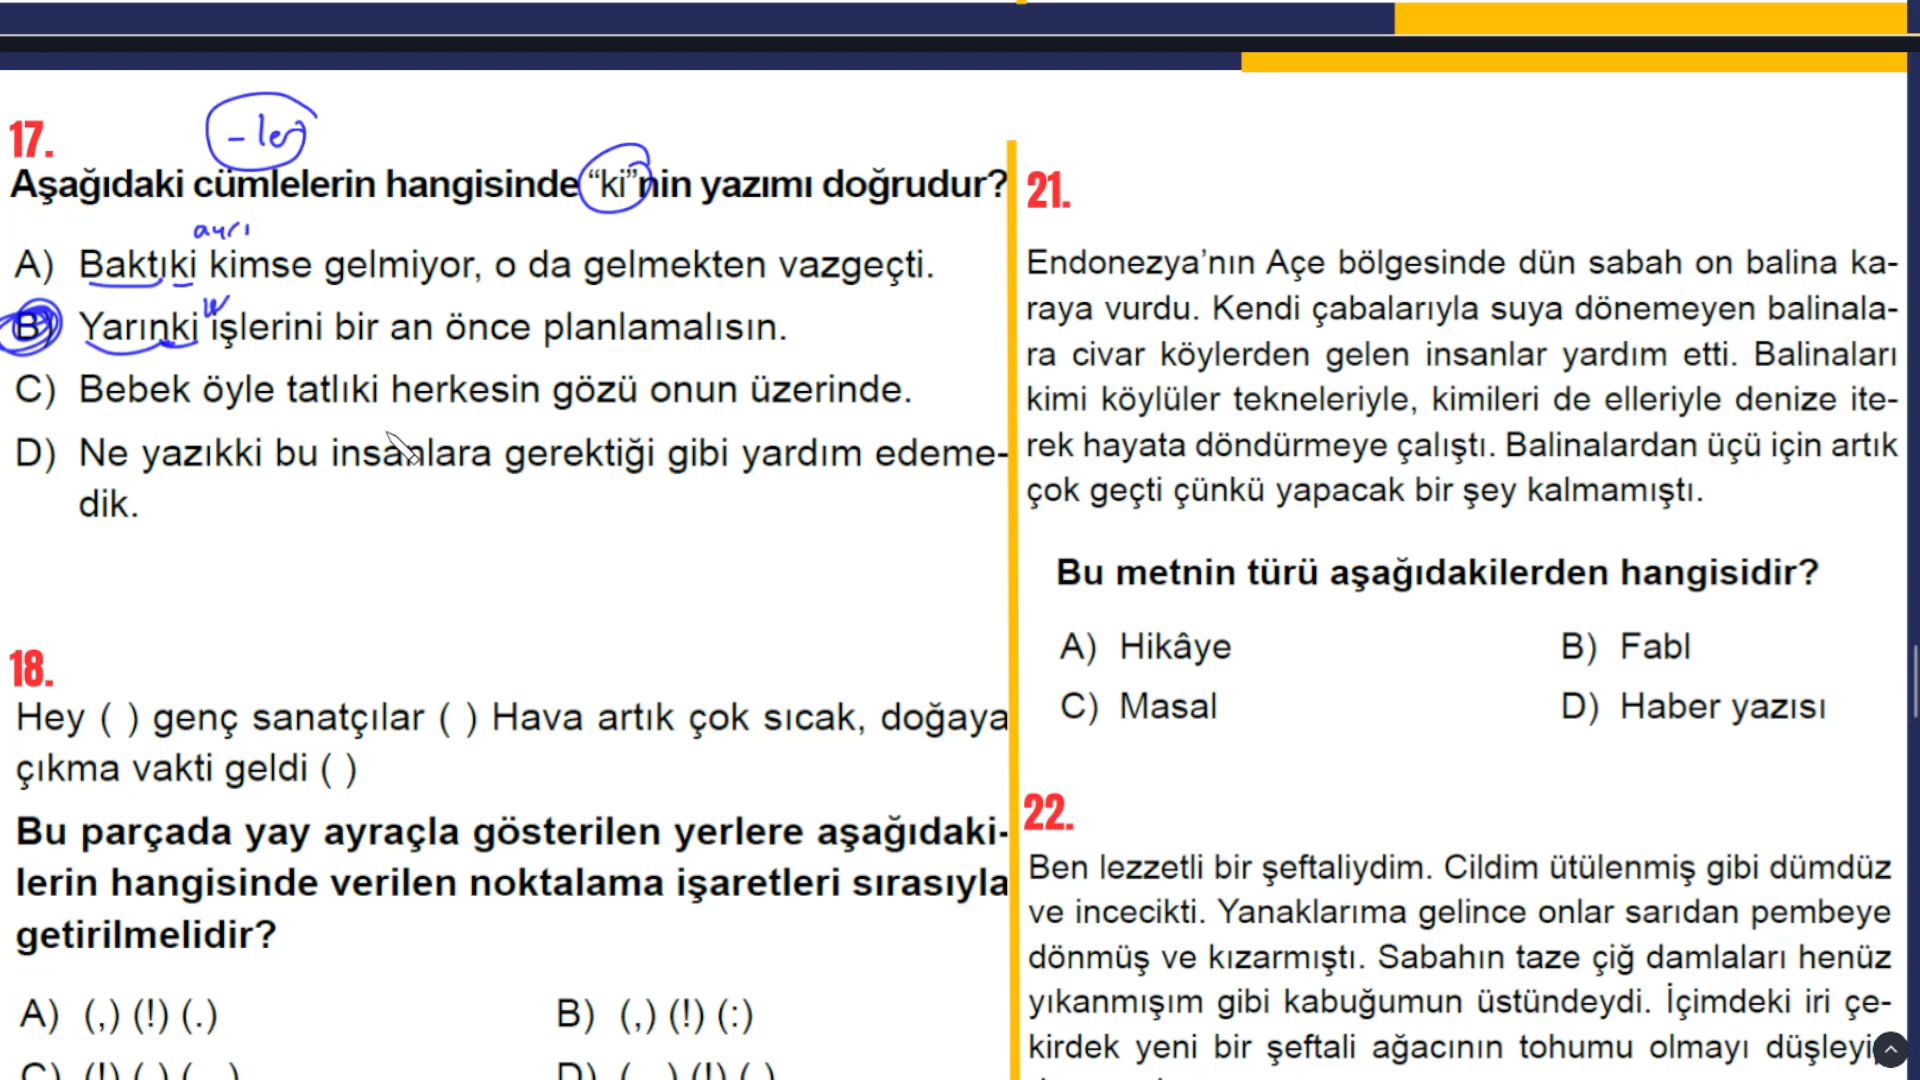 17.
-ler
Aşağıdaki cümlelerin hangisinde “ki”nin yazımı doğrudur?
ayrı
A) Baktıki kimse gelmiyor, o da gelmekten vazgeçti.
B) Yarınki işlerini bir an önce planlamalısın.
C) Bebek öyle tatlıki herkesin gözü onun üzerinde.
D) Ne yazıkki bu insanlara gerektiği gibi yardım edeme-
dik.
18.
Hey ( ) genç sanatçılar ( ) Hava artık çok sıcak, doğaya
çıkma vakti geldi ( )
Bu parçada yay ayraçla gösterilen yerlere aşağıdaki-
lerin hangisinde verilen noktalama işaretleri sırasıyla
getirilmelidir?
A) (,) (!) (.)
B) (,) (!) (:)
21.
Endonezya’nın Açe bölgesinde dün sabah on balina ka-
raya vurdu. Kendi çabalarıyla suya dönemeyen balinala-
ra civar köylerden gelen insanlar yardım etti. Balinaları
kimi köylüler tekneleriyle, kimileri de elleriyle denize ite-
rek hayata döndürmeye çalıştı. Balinalardan üçü için artık
çok geçti çünkü yapacak bir şey kalmamıştı.
Bu metnin türü aşağıdakilerden hangisidir?
A) Hikâye
B) Fabl
C) Masal
D) Haber yazısı
22.
Ben lezzetli bir şeftaliydim. Cildim ütülenmiş gibi dümdüz
ve incecikti. Yanaklarıma gelince onlar sarıdan pembeye
dönmüş ve kızarmıştı. Sabahın taze çiğ damlaları henüz
yıkanmışım gibi kabuğumun üstündeydi. İçimdeki iri çe-
kirdek yeni bir şeftali ağacının tohumu olmayı düşleyi